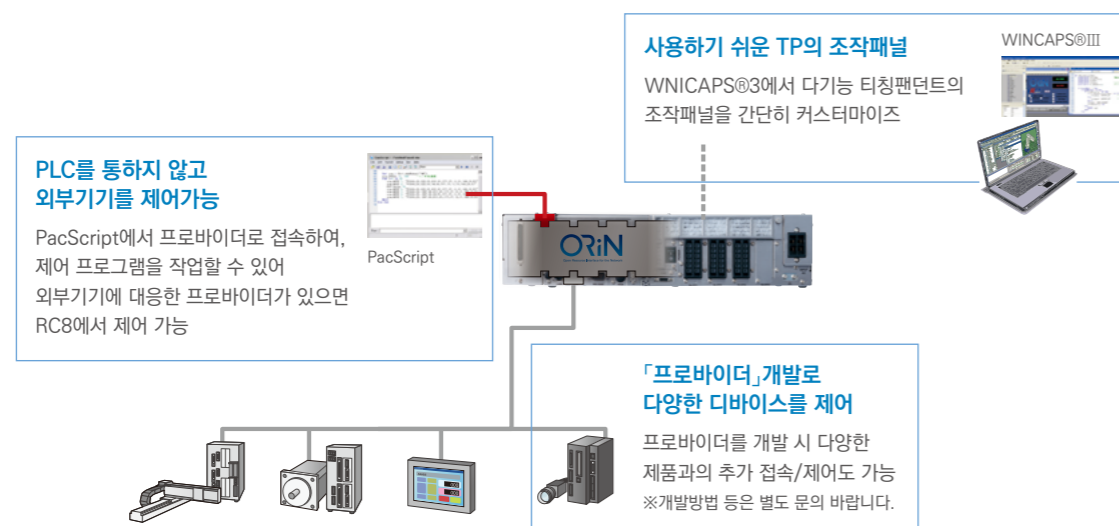 사용하기 쉬운 TP의 조작패널
WNICAPS®3에서 다기능 티칭팬던트의
조작패널을 간단히 커스터마이즈
WINCAPS®Ⅲ
PLC를 통하지 않고
외부기기를 제어가능
PacScript에서 프로바이더로 접속하여,
제어 프로그램을 작업할 수 있어
외부기기에 대응한 프로바이더가 있으면
RC8에서 제어 가능
PacScript
ORiN
「프로바이더」개발로
다양한 디바이스를 제어
프로바이더를 개발 시 다양한
제품과의 추가 접속/제어도 가능
※개발방법 등은 별도 문의 바랍니다.